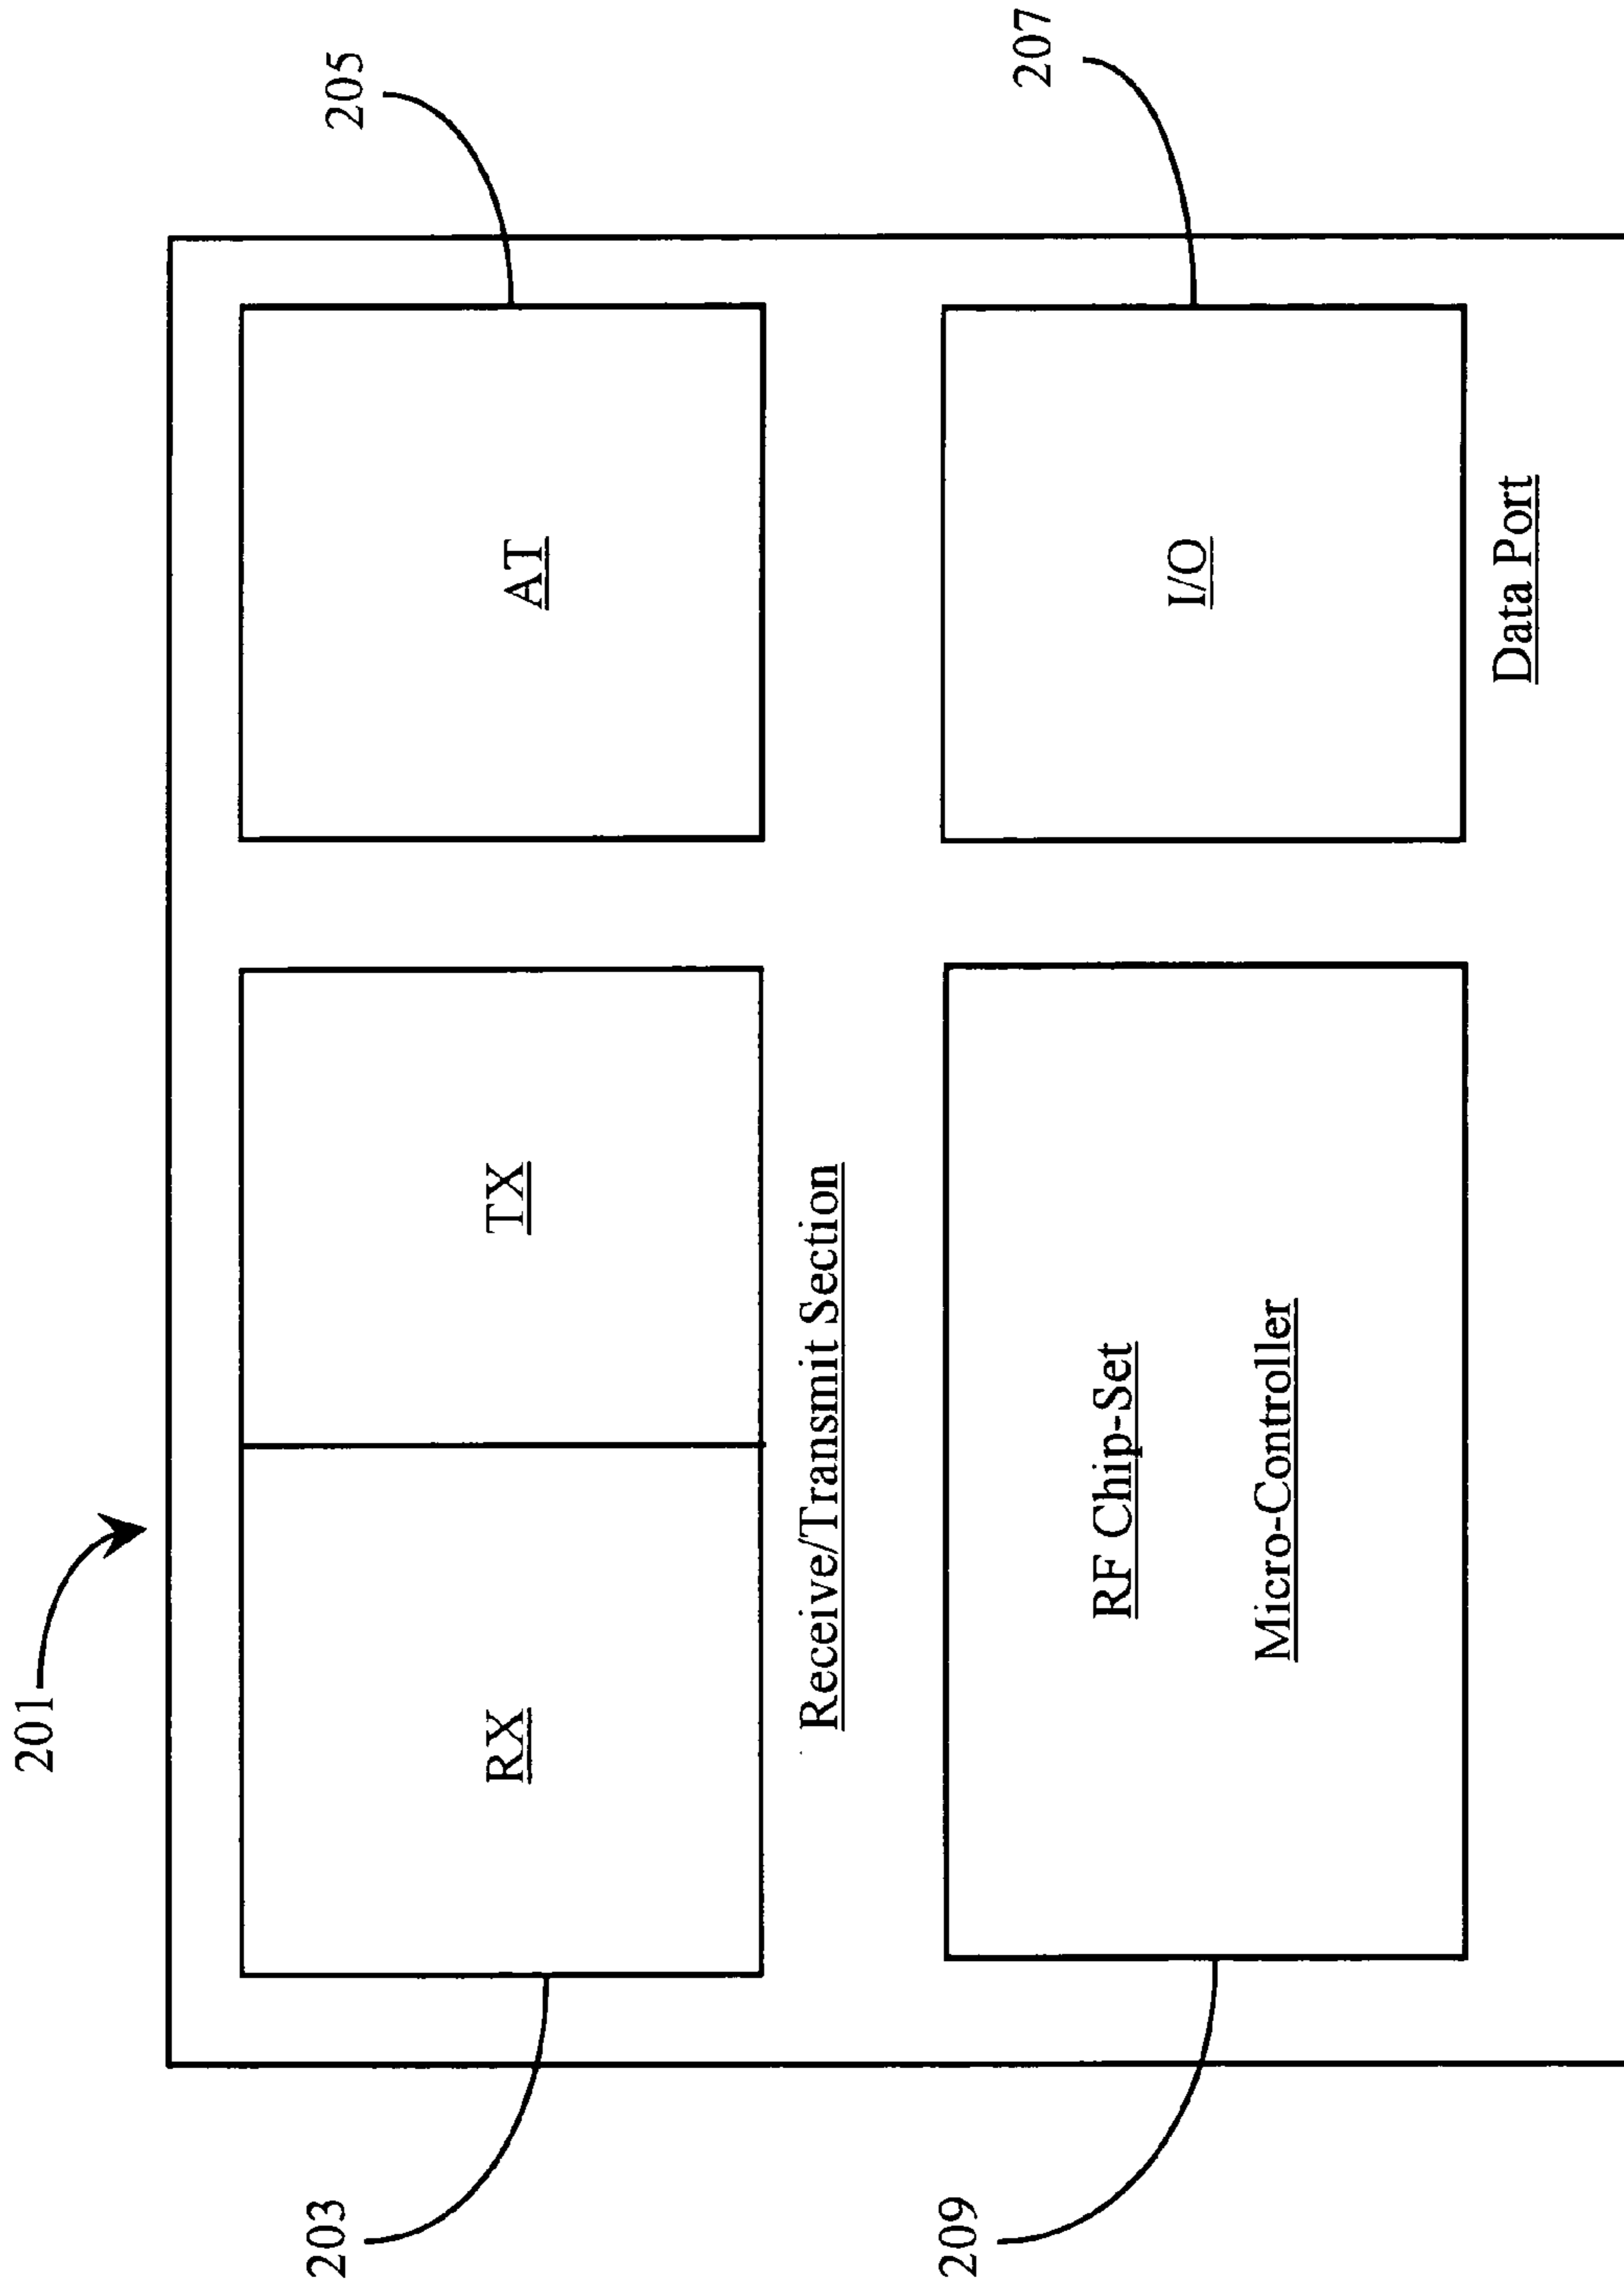 201
203
RX
TX
AT
205
Receive/Transmit Section
209
RF Chip-Set
Micro-Controller
I/O
207
Data Port